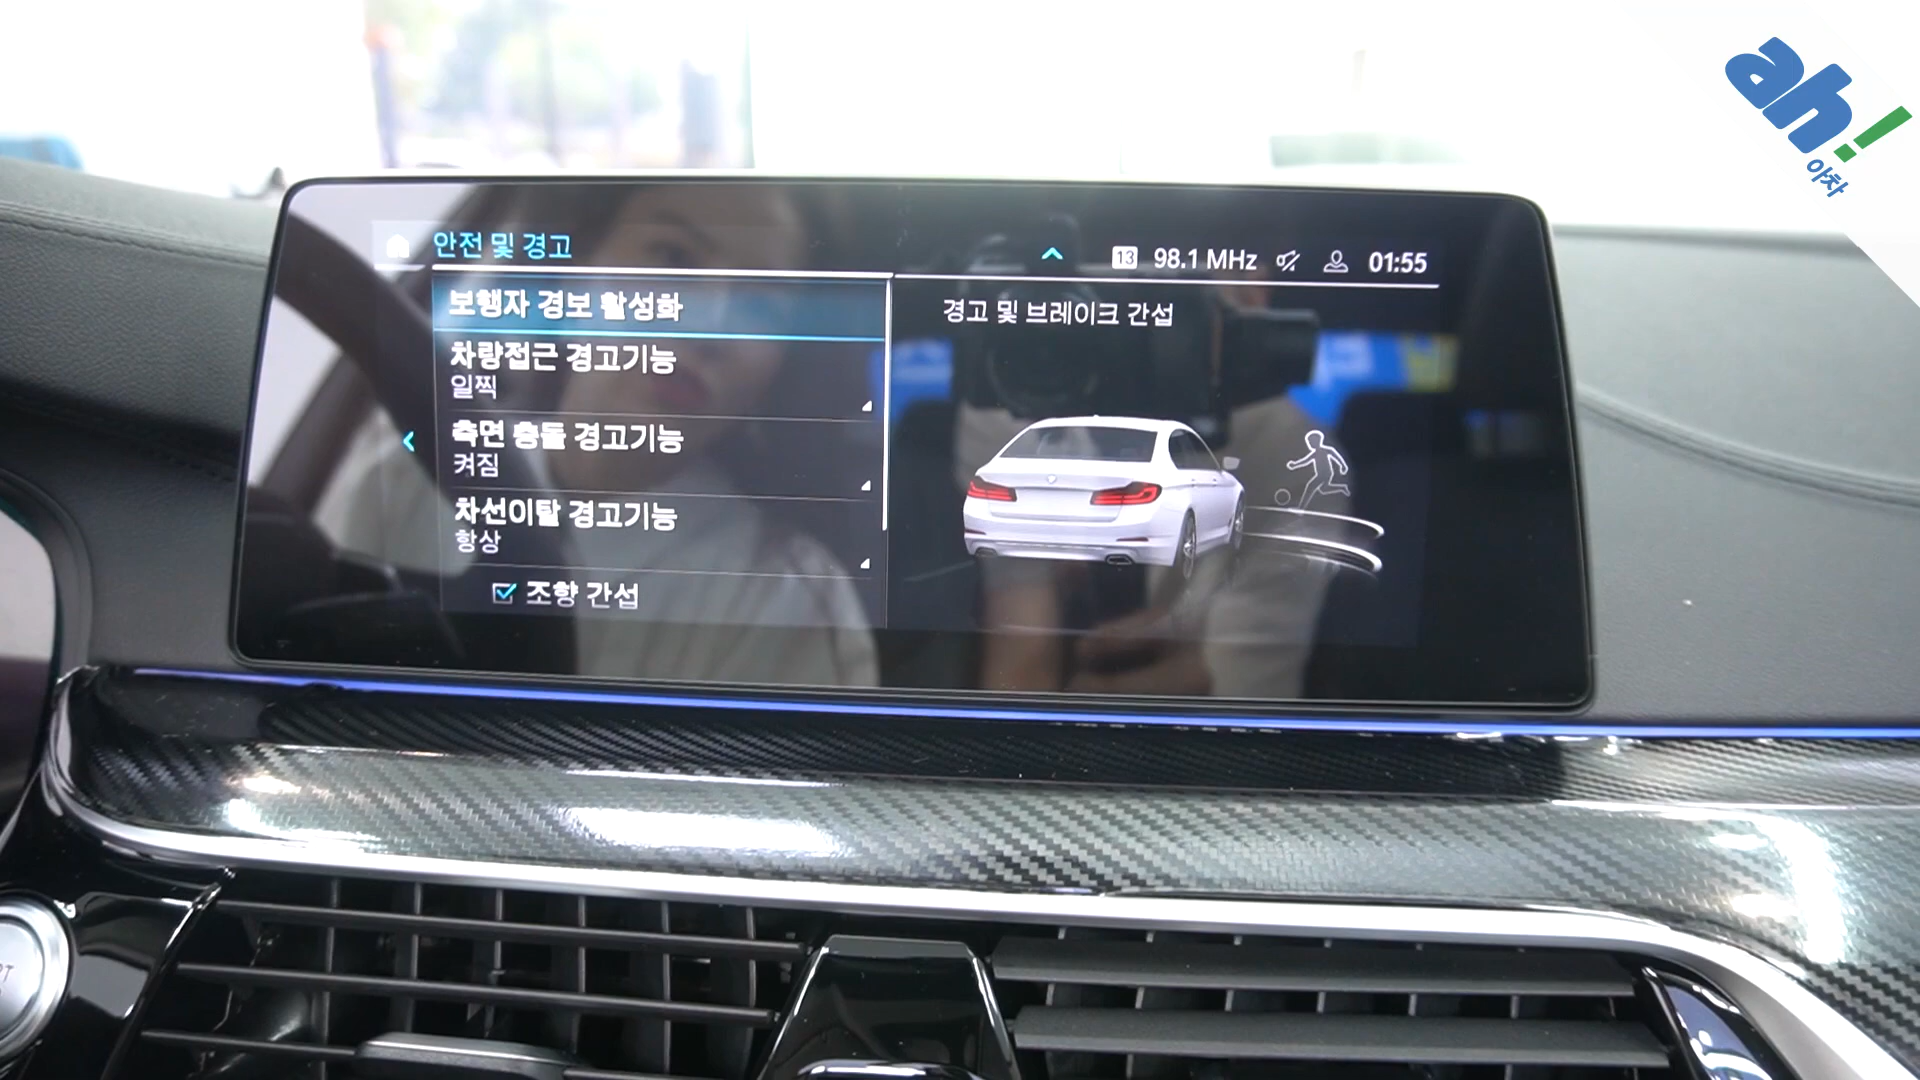 안전 및 경고
13 98.1 MHz 01:55
보행자 경보 활성화
차량접근 경고기능
일찍
측면 충돌 경고기능
켜짐
차선이탈 경고기능
항상
조향 간섭
경고 및 브레이크 간섭
ah!
아차